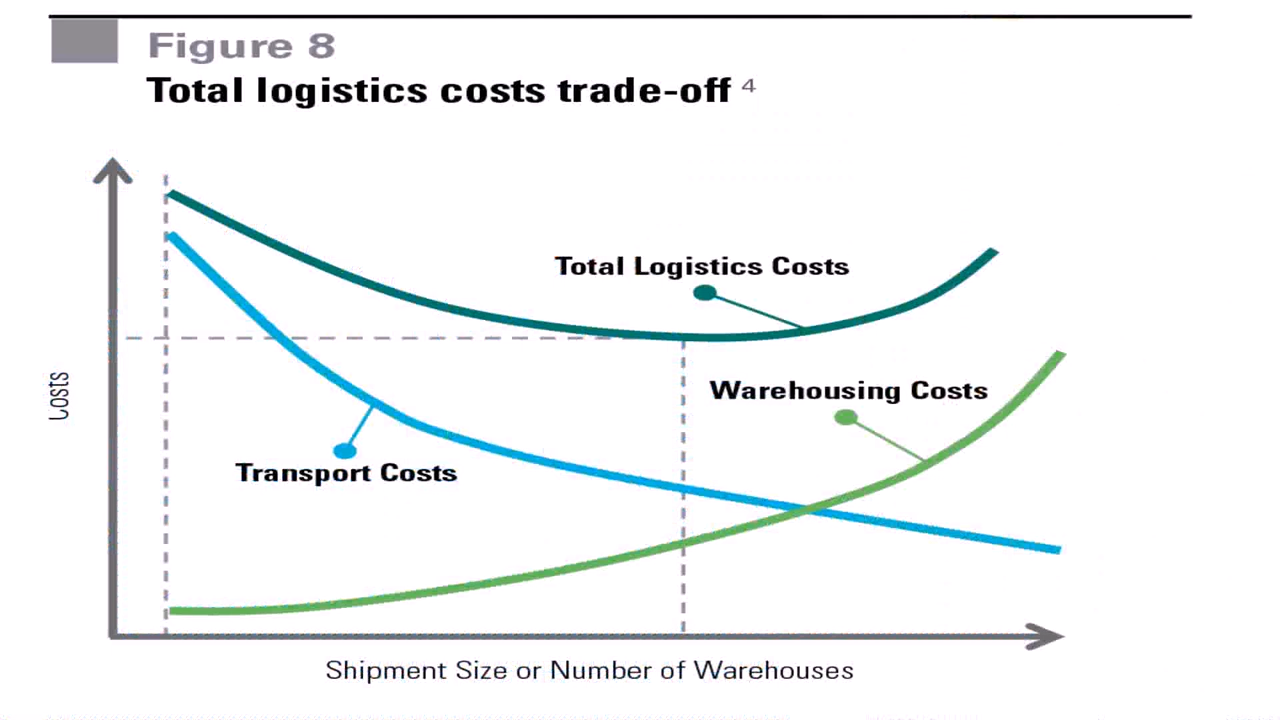 Figure 8
Total logistics costs trade-off 4
Total Logistics Costs
Costs
Warehousing Costs
Transport Costs
Shipment Size or Number of Warehouses